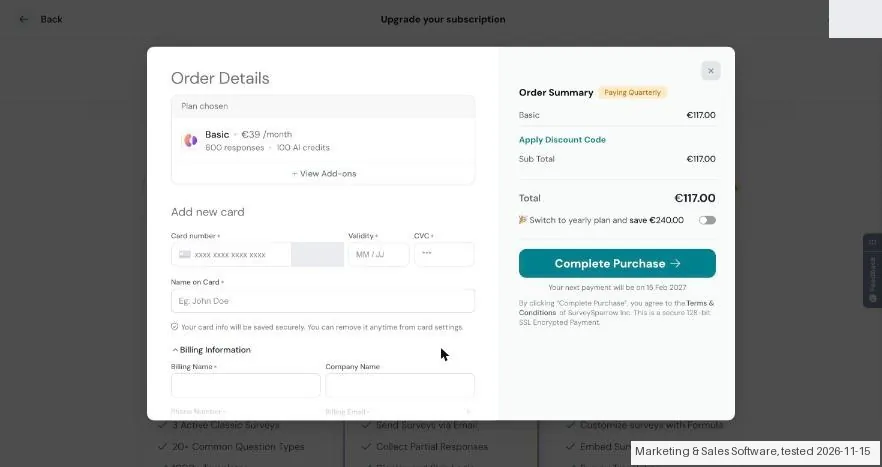 Back
Upgrade your subscription
Order Details
Plan chosen
Basic · €39 /month
600 responses · 100 AI credits
+ View Add-ons
Add new card
Card number •
Validity •
CVC •
xxxx xxxx xxxx xxxx
MM / JJ
•••
Name on Card •
Eg: John Doe
Your card info will be saved securely. You can remove it anytime from card settings.
Billing Information
Billing Name •
Company Name
Phone Number •
Billing Email •
Order Summary
Paying Quarterly
Basic
€117.00
Apply Discount Code
Sub Total
€117.00
Total
€117.00
Switch to yearly plan and save €240.00
Complete Purchase →
Your next payment will be on 16 Feb 2027
By clicking "Complete Purchase", you agree to the Terms &
Conditions of SurveySparrow Inc. This is a secure 128-bit
SSL Encrypted Payment.
Feedback
3 Active Classic Surveys
Send Surveys via Email
Customize surveys with Formula
20+ Common Question Types
Collect Partial Responses
Embed Sur
Marketing & Sales Software, tested 2026-11-15